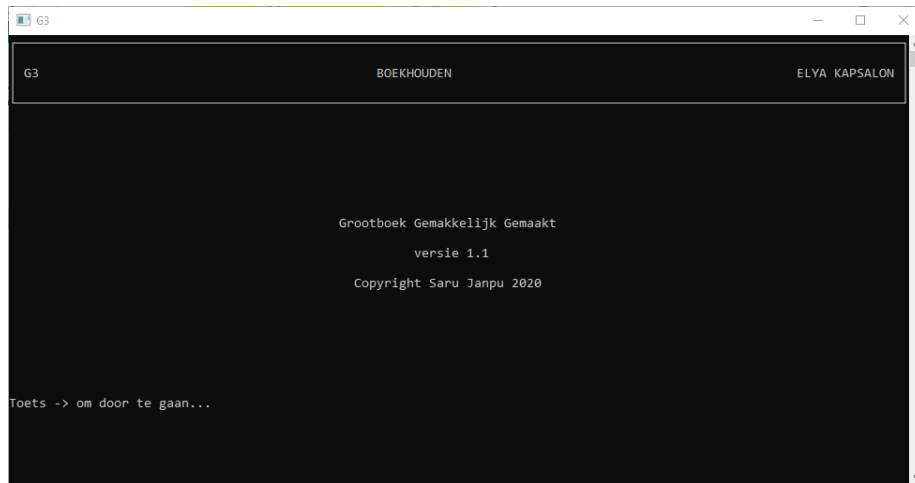 G3
G3 BOEKHOUDEN ELYA KAPSALON
Grootboek Gemakkelijk Gemaakt
versie 1.1
Copyright Saru Janpu 2020
Toets -> om door te gaan...